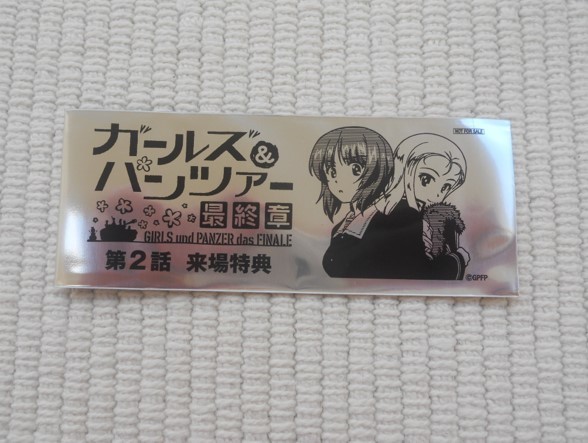 ガールズ&
パンツァー
最終章
GIRLS und PANZER das FINALE
第2話 来場特典
NOT FOR SALE
©GPFP